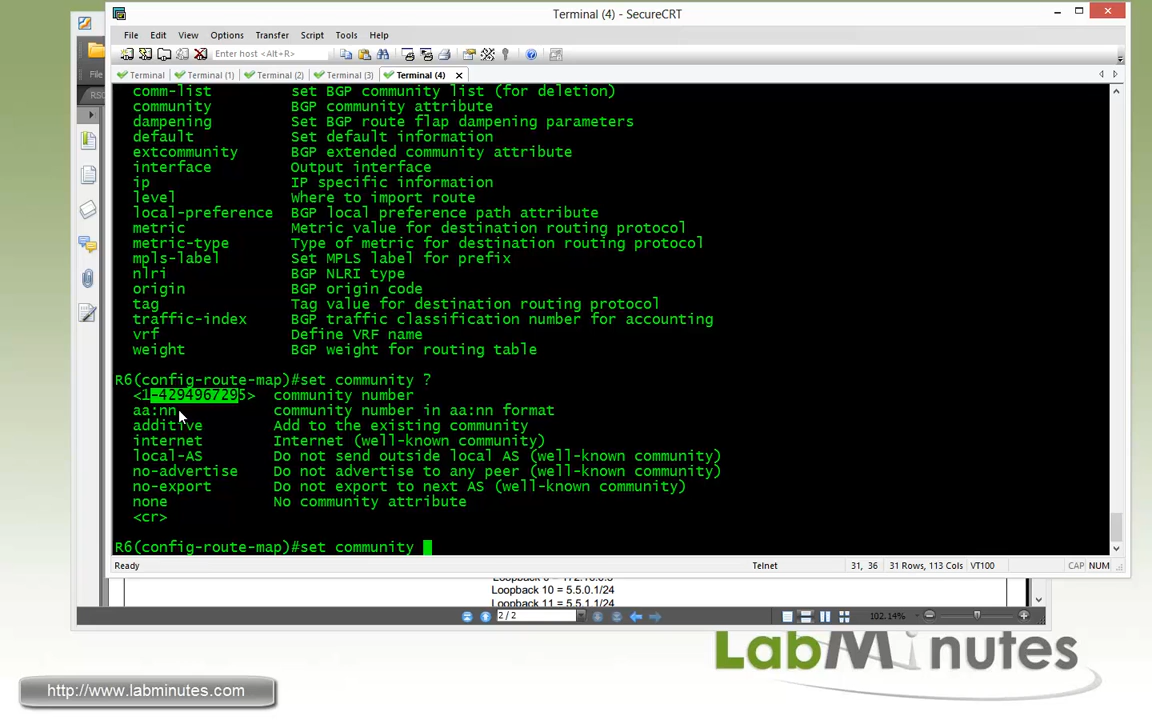 Terminal (4) - SecureCRT
File Edit View Options Transfer Script Tools Help
Enter host <Alt+R>
Terminal Terminal (1) Terminal (2) Terminal (3) Terminal (4)
File
RSC
comm-list set BGP community list (for deletion)
community BGP community attribute
dampening Set BGP route flap dampening parameters
default Set default information
extcommunity BGP extended community attribute
interface Output interface
ip IP specific information
level Where to import route
local-preference BGP local preference path attribute
metric Metric value for destination routing protocol
metric-type Type of metric for destination routing protocol
mpls-label Set MPLS label for prefix
nlri BGP NLRI type
origin BGP origin code
tag Tag value for destination routing protocol
traffic-index BGP traffic classification number for accounting
vrf Define VRF name
weight BGP weight for routing table
R6(config-route-map)#set community ?
<1-4294967295> community number
aa:nn community number in aa:nn format
additive Add to the existing community
internet Internet (well-known community)
local-AS Do not send outside local AS (well-known community)
no-advertise Do not advertise to any peer (well-known community)
no-export Do not export to next AS (well-known community)
none No community attribute
<cr>
R6(config-route-map)#set community
Ready Telnet 31, 36 31 Rows, 113 Cols VT100 CAP NUM
Loopback 10 = 5.5.0.1/24
Loopback 11 = 5.5.1.1/24
2 / 2 102.14%
LabMinutes
http://www.labminutes.com